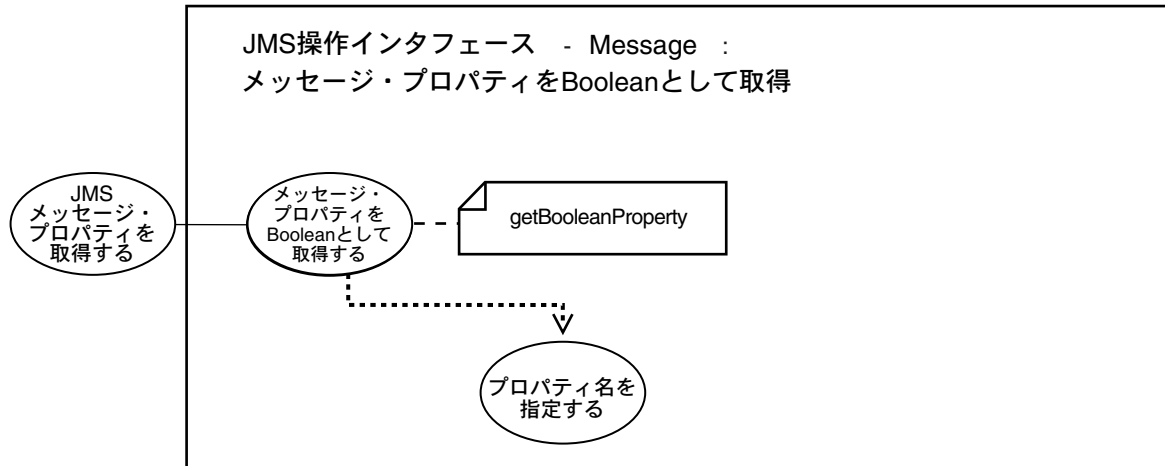 JMS操作インタフェース - Message :
メッセージ・プロパティをBooleanとして取得
JMS
メッセージ・
プロパティを
取得する
メッセージ・
プロパティを
Booleanとして
取得する
getBooleanProperty
プロパティ名を
指定する